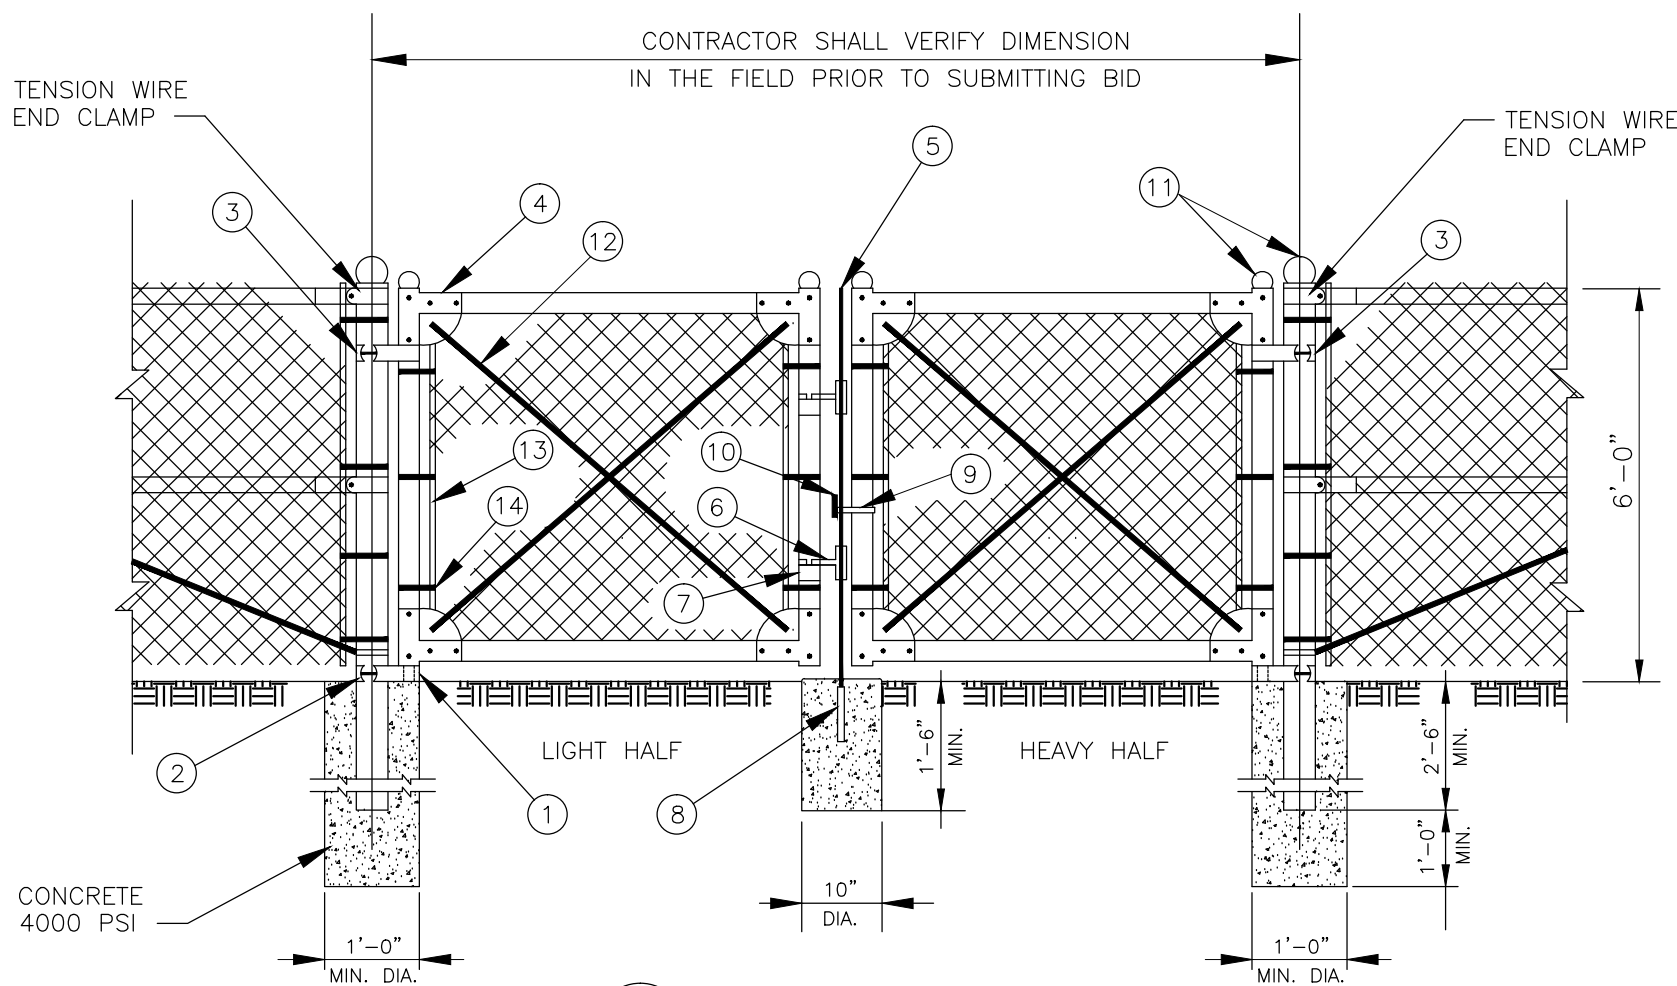 CONTRACTOR SHALL VERIFY DIMENSION
IN THE FIELD PRIOR TO SUBMITTING BID
TENSION WIRE
END CLAMP
TENSION WIRE
END CLAMP
5
11
3
4
12
3
13
10
9
14
6
7
6'-0"
LIGHT HALF
HEAVY HALF
1'-6"
MIN.
2'-6"
MIN.
2
1
8
1'-0"
MIN.
CONCRETE
4000 PSI
10"
DIA.
1'-0"
MIN. DIA.
1'-0"
MIN. DIA.